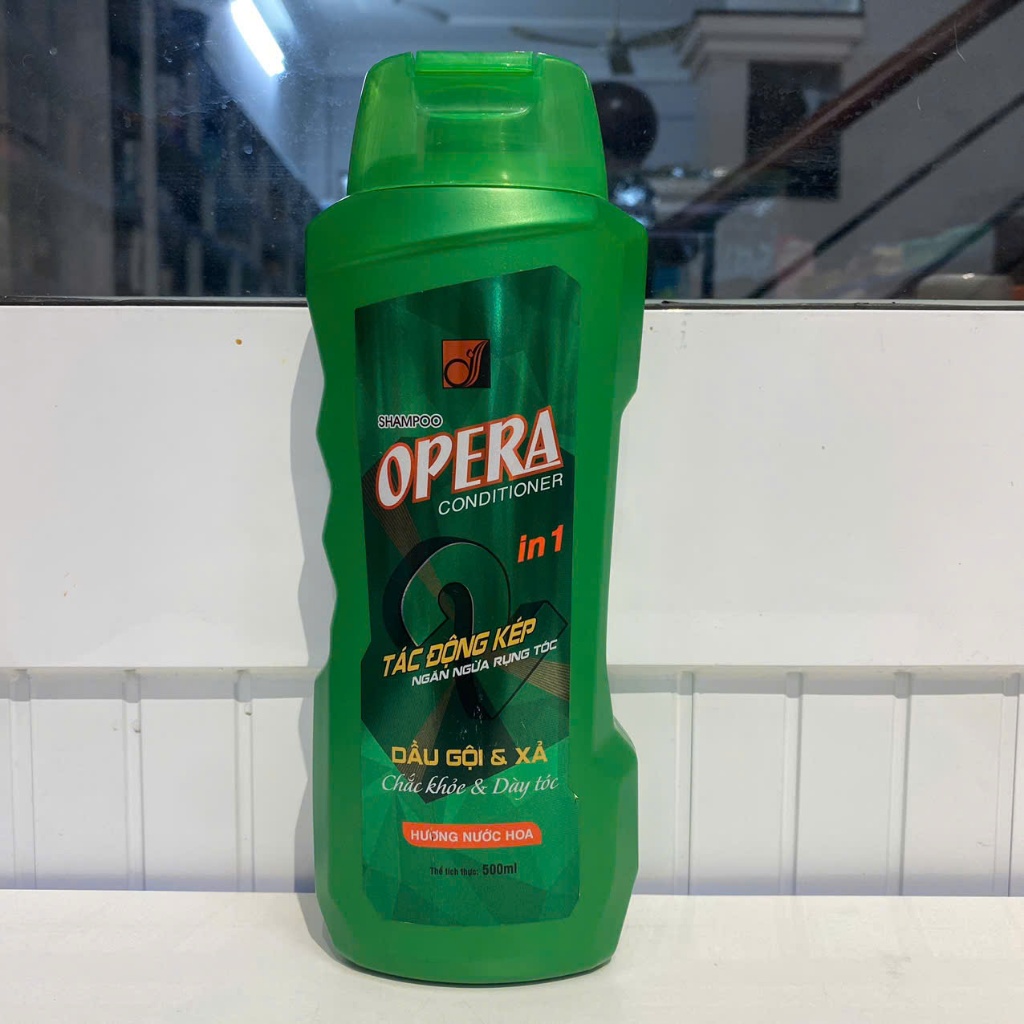 SHAMPOO
OPERA
CONDITIONER
2 in 1
TÁC ĐỘNG KÉP
NGĂN NGỪA RỤNG TÓC
DẦU GỘI & XẢ
Chắc khỏe & Dày tóc
HƯƠNG NƯỚC HOA
Thể tích thực: 500ml